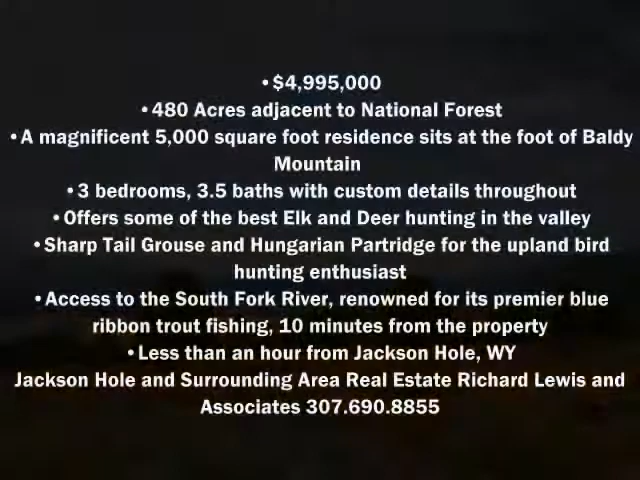 •$4,995,000
•480 Acres adjacent to National Forest
•A magnificent 5,000 square foot residence sits at the foot of Baldy
Mountain
•3 bedrooms, 3.5 baths with custom details throughout
•Offers some of the best Elk and Deer hunting in the valley
•Sharp Tail Grouse and Hungarian Partridge for the upland bird
hunting enthusiast
•Access to the South Fork River, renowned for its premier blue
ribbon trout fishing, 10 minutes from the property
•Less than an hour from Jackson Hole, WY
Jackson Hole and Surrounding Area Real Estate Richard Lewis and
Associates 307.690.8855